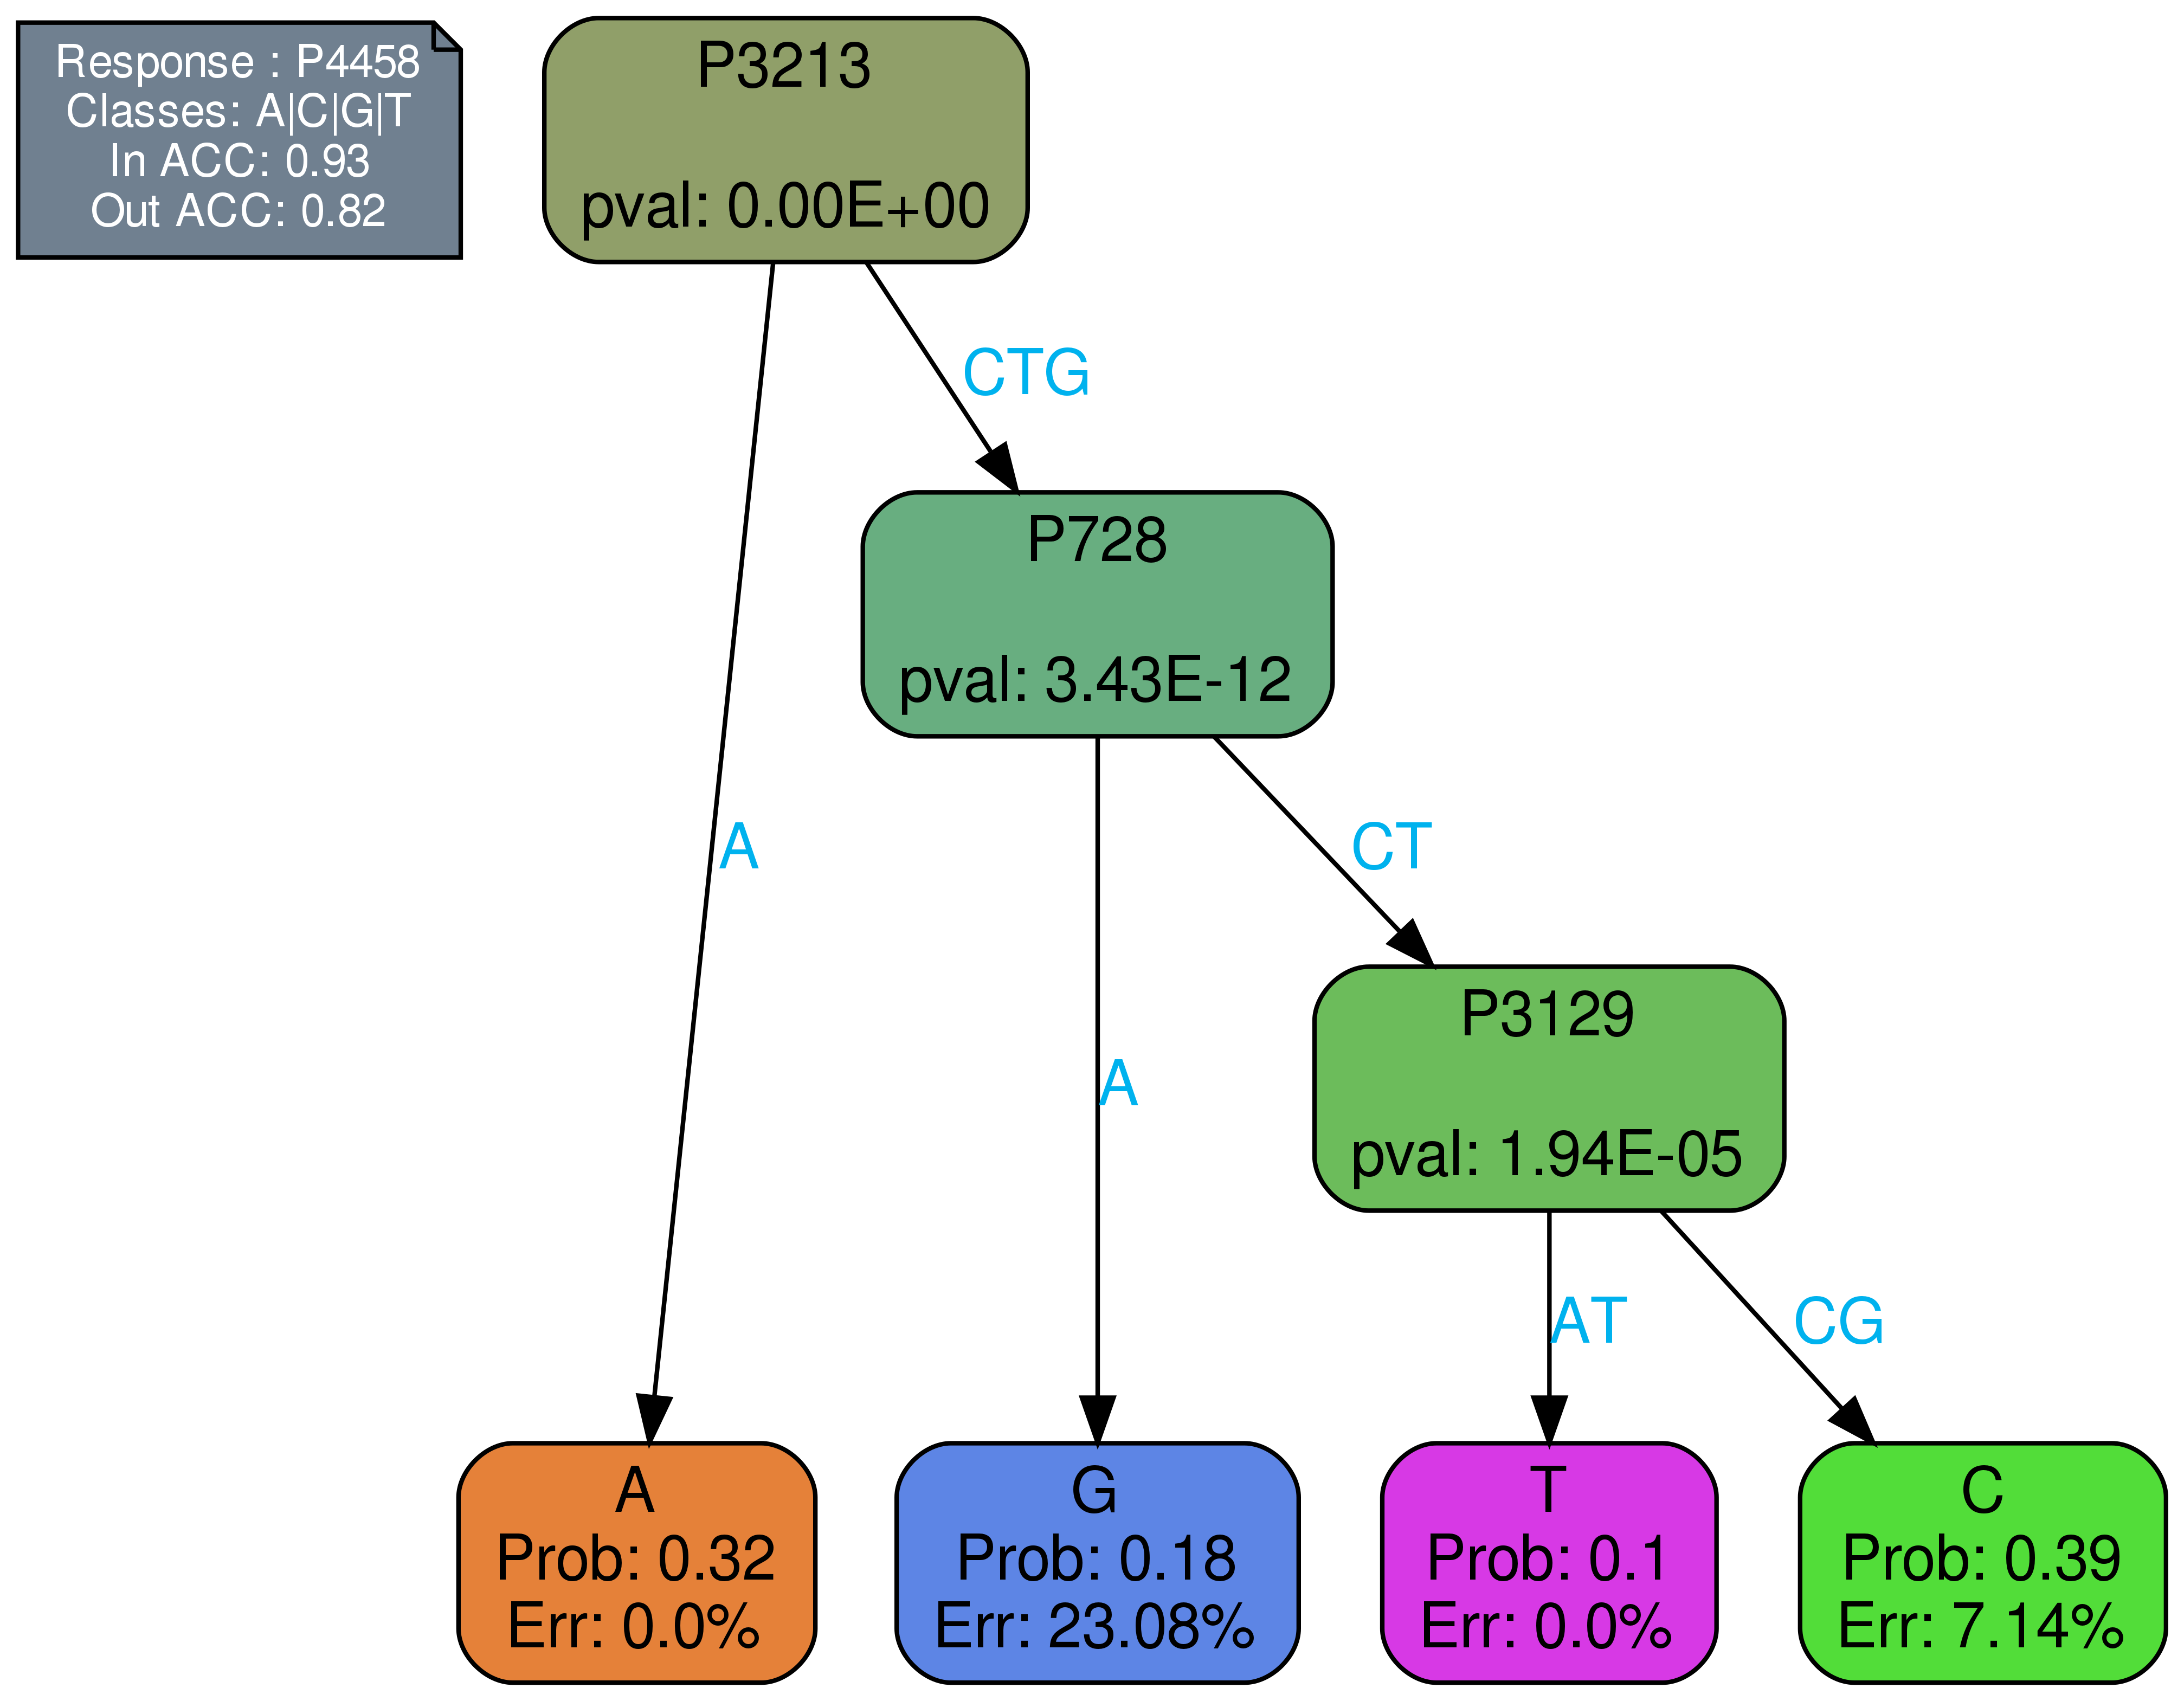 Response : P4458
Classes: A|C|G|T
In ACC: 0.93
Out ACC: 0.82
P3213
pval: 0.00E+00
CTG
P728
pval: 3.43E-12
A
CT
P3129
pval: 1.94E-05
A
AT
CG
A
Prob: 0.32
Err: 0.0%
G
Prob: 0.18
Err: 23.08%
T
Prob: 0.1
Err: 0.0%
C
Prob: 0.39
Err: 7.14%